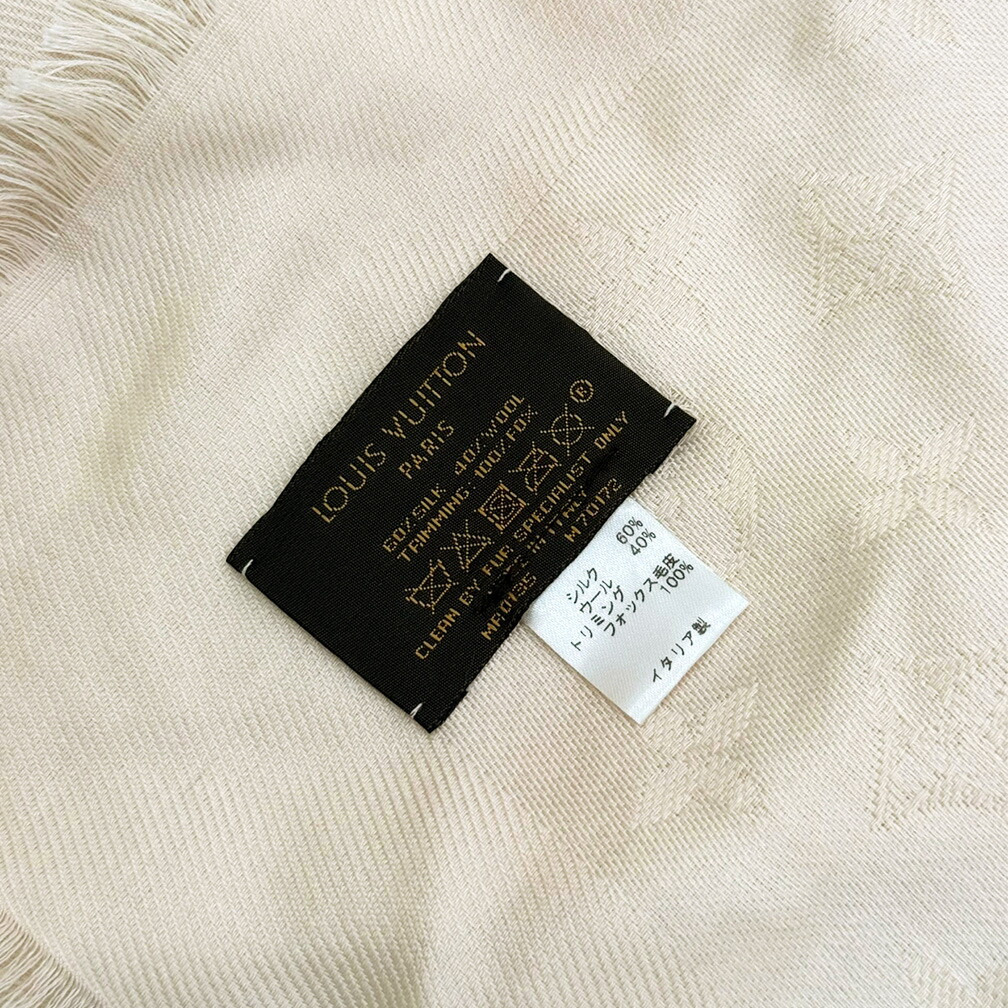 LOUIS VUITTON
PARIS
60%SILK 40%WOOL
TRIMMING: 100%FOX
CLEAN BY FUR SPECIALIST ONLY
IN ITALY
M70172
シルク 60%
ウール 40%
トリミング
フォックス毛皮
100%
イタリア製